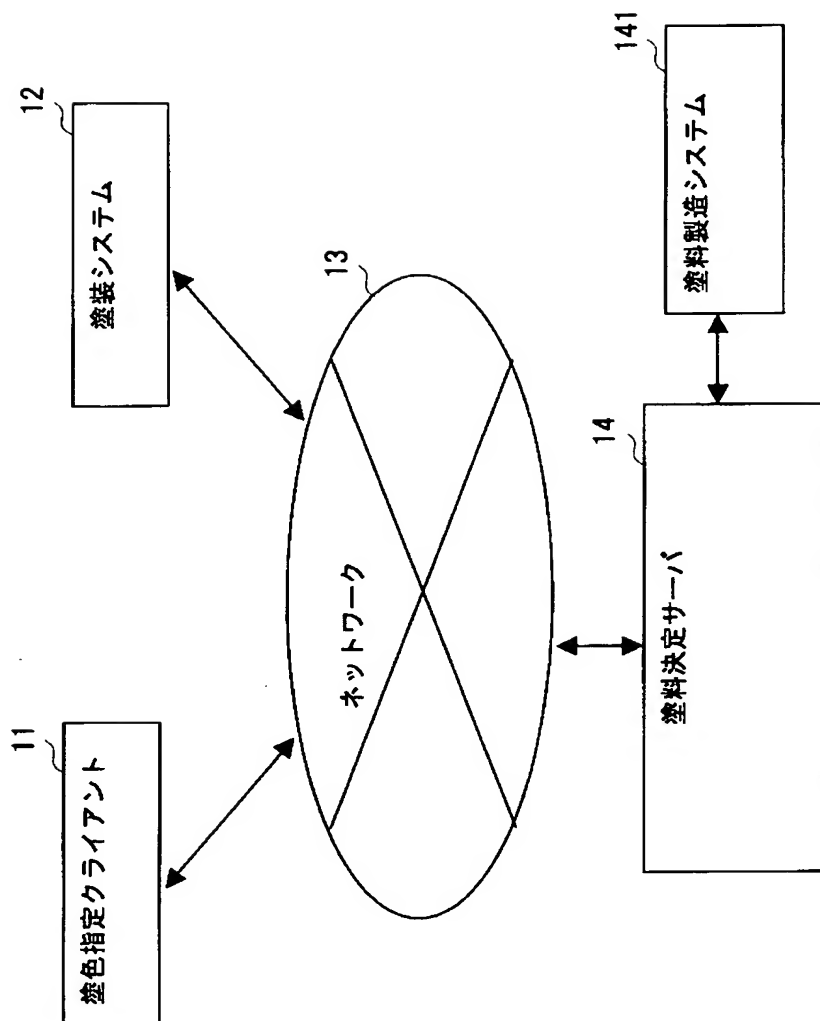 11
塗色指定クライアント
12
塗装システム
13
ネットワーク
14
塗料決定サーバ
141
塗料製造システム